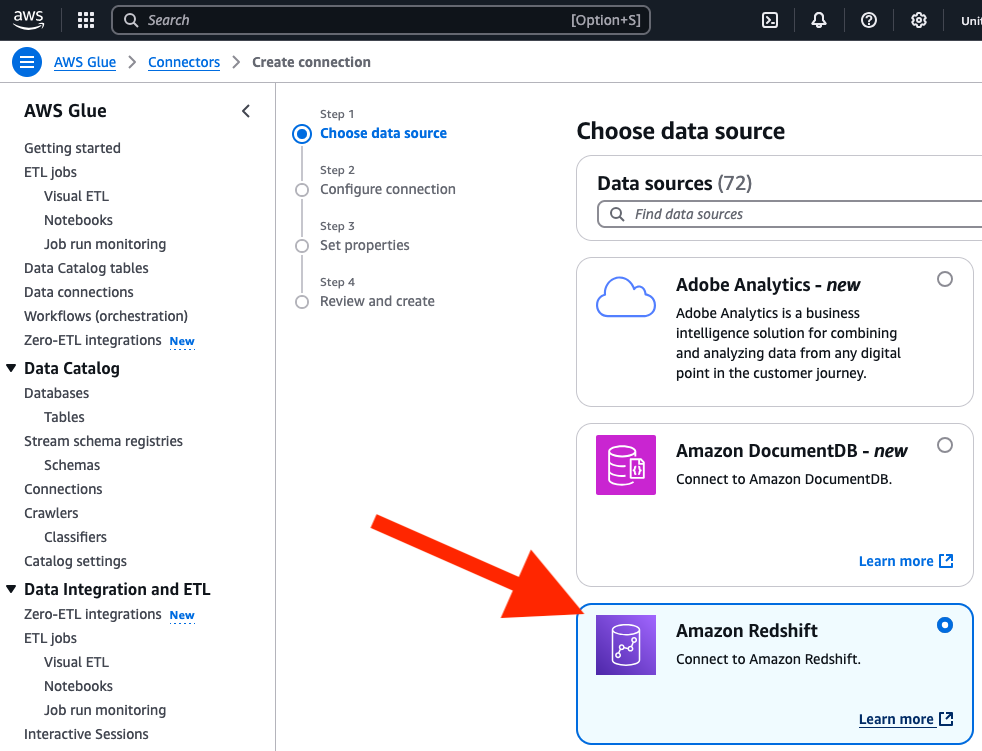 aws
Search
[Option+S]
AWS Glue
Connectors
Create connection
AWS Glue
Getting started
ETL jobs
Visual ETL
Notebooks
Job run monitoring
Data Catalog tables
Data connections
Workflows (orchestration)
Zero-ETL integrations New
Data Catalog
Databases
Tables
Stream schema registries
Schemas
Connections
Crawlers
Classifiers
Catalog settings
Data Integration and ETL
Zero-ETL integrations New
ETL jobs
Visual ETL
Notebooks
Job run monitoring
Interactive Sessions
Step 1
Choose data source
Step 2
Configure connection
Step 3
Set properties
Step 4
Review and create
Choose data source
Data sources (72)
Find data sources
Adobe Analytics - new
Adobe Analytics is a business
intelligence solution for combining
and analyzing data from any digital
point in the customer journey.
Amazon DocumentDB - new
Connect to Amazon DocumentDB.
Learn more
Amazon Redshift
Connect to Amazon Redshift.
Learn more